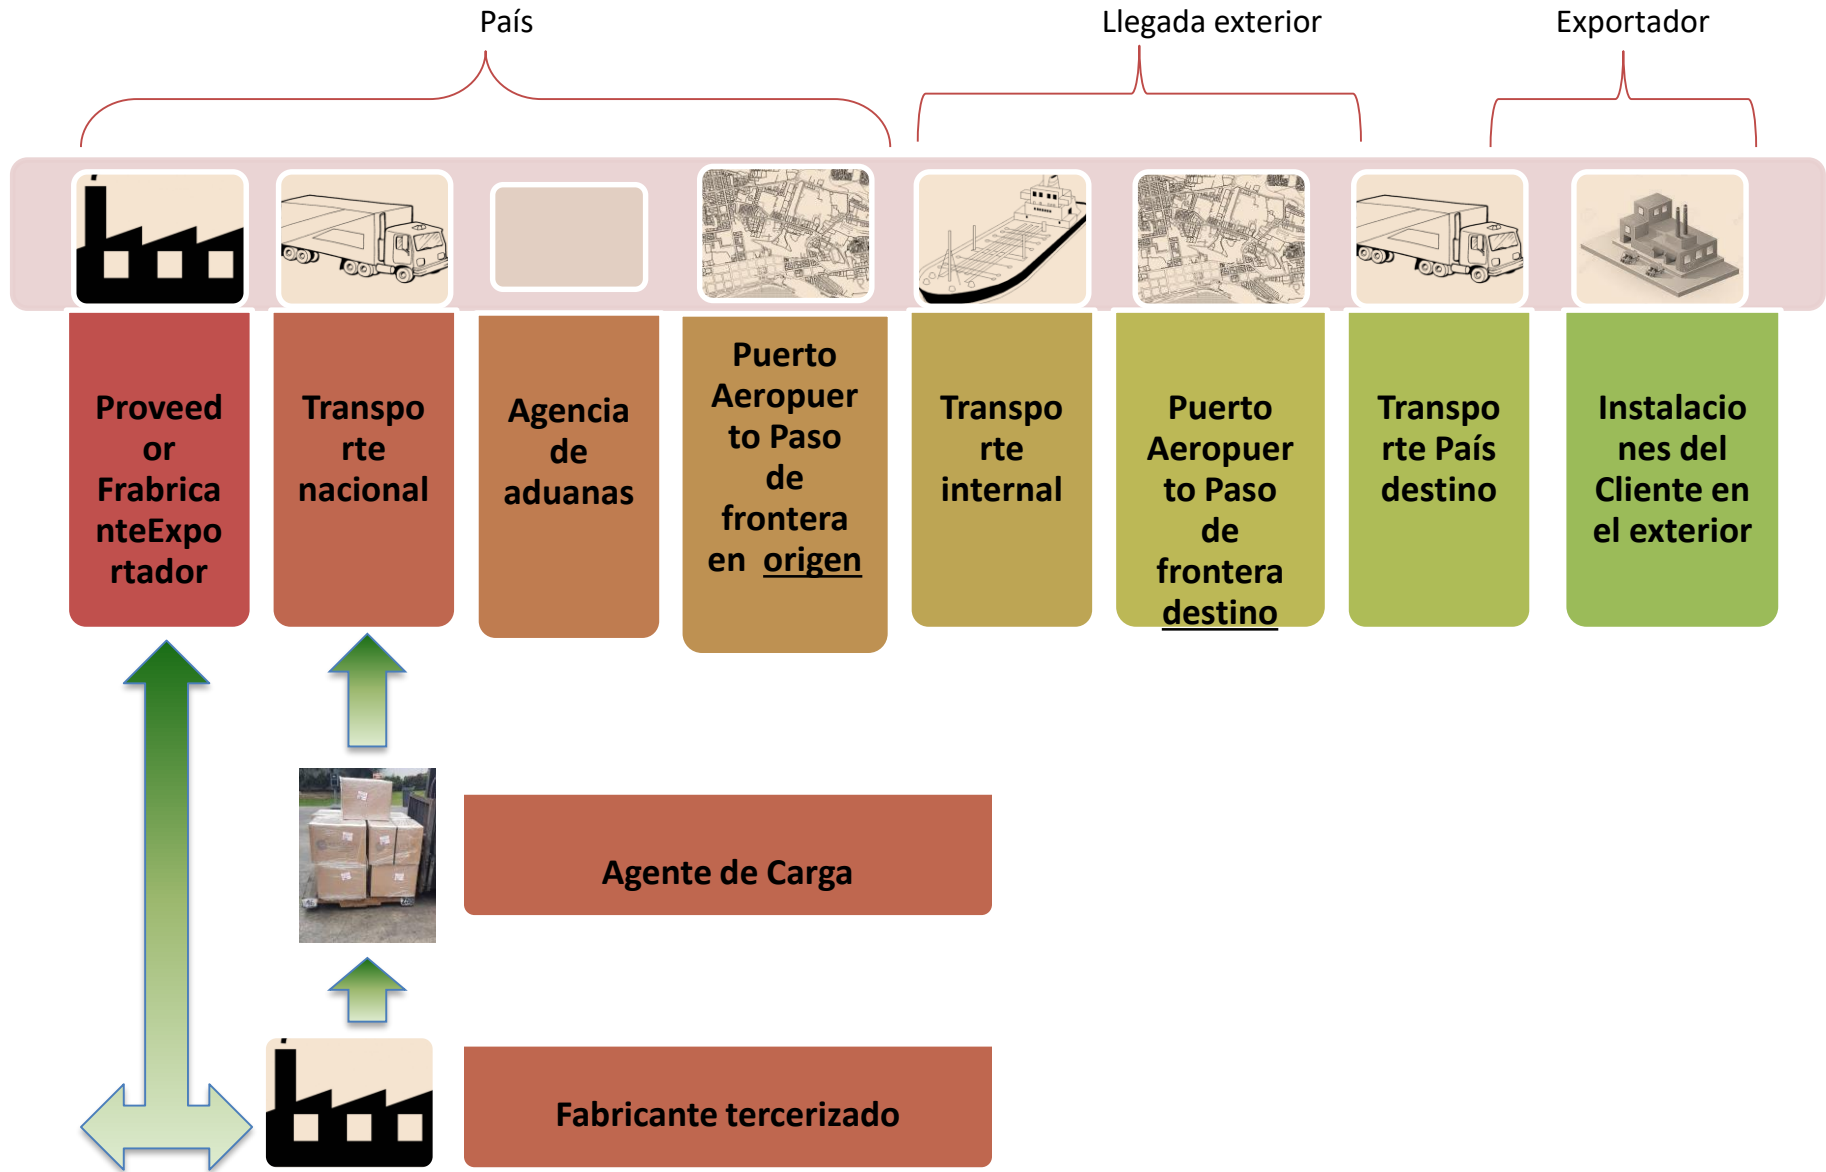 País
Llegada exterior
Exportador
Proveed
or
Frabrica
nteExpo
rtador
Transpo
rte
nacional
Agencia
de
aduanas
Puerto
Aeropuer
to Paso
de
frontera
en origen
Transpo
rte
internal
Puerto
Aeropuer
to Paso
de
frontera
destino
Transpo
rte País
destino
Instalacio
nes del
Cliente en
el exterior
Agente de Carga
Fabricante tercerizado